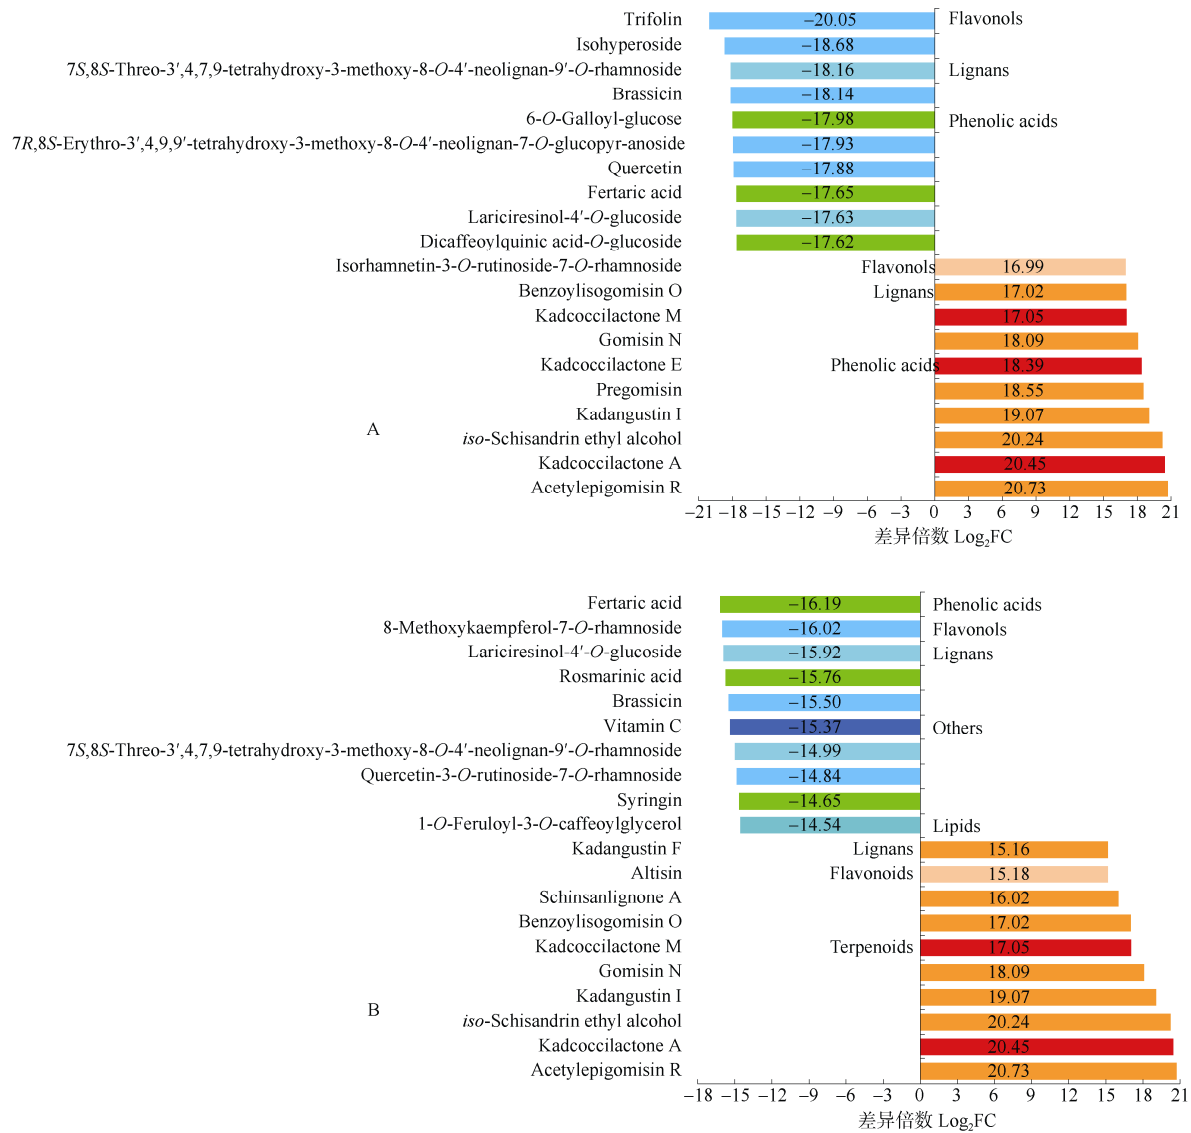 Trifolin −20.05 Flavonols
Isohyperoside −18.68
7S,8S-Threo-3′,4,7,9-tetrahydroxy-3-methoxy-8-O-4′-neolignan-9′-O-rhamnoside −18.16 Lignans
Brassicin −18.14
6-O-Galloyl-glucose −17.98 Phenolic acids
7R,8S-Erythro-3′,4,9,9′-tetrahydroxy-3-methoxy-8-O-4′-neolignan-7-O-glucopyr-anoside −17.93
Quercetin −17.88
Fertaric acid −17.65
Lariciresinol-4′-O-glucoside −17.63
Dicaffeoylquinic acid-O-glucoside −17.62
Isorhamnetin-3-O-rutinoside-7-O-rhamnoside Flavonols 16.99
Benzoylisogomisin O Lignans 17.02
Kadcoccilactone M 17.05
Gomisin N 18.09
Kadcoccilactone E Phenolic acids 18.39
Pregomisin 18.55
Kadangustin I 19.07
A
iso-Schisandrin ethyl alcohol 20.24
Kadcoccilactone A 20.45
Acetylepigomisin R 20.73
−21 −18 −15 −12 −9 −6 −3 0 3 6 9 12 15 18 21
差异倍数 Log2FC
Fertaric acid −16.19 Phenolic acids
8-Methoxykaempferol-7-O-rhamnoside −16.02 Flavonols
Lariciresinol-4′-O-glucoside −15.92 Lignans
Rosmarinic acid −15.76
Brassicin −15.50
Vitamin C −15.37 Others
7S,8S-Threo-3′,4,7,9-tetrahydroxy-3-methoxy-8-O-4′-neolignan-9′-O-rhamnoside −14.99
Quercetin-3-O-rutinoside-7-O-rhamnoside −14.84
Syringin −14.65
1-O-Feruloyl-3-O-caffeoylglycerol −14.54 Lipids
Kadangustin F Lignans 15.16
Altisin Flavonoids 15.18
Schinsanlignone A 16.02
Benzoylisogomisin O 17.02
Kadcoccilactone M Terpenoids 17.05
Gomisin N 18.09
Kadangustin I 19.07
B
iso-Schisandrin ethyl alcohol 20.24
Kadcoccilactone A 20.45
Acetylepigomisin R 20.73
−18 −15 −12 −9 −6 −3 0 3 6 9 12 15 18 21
差异倍数 Log2FC